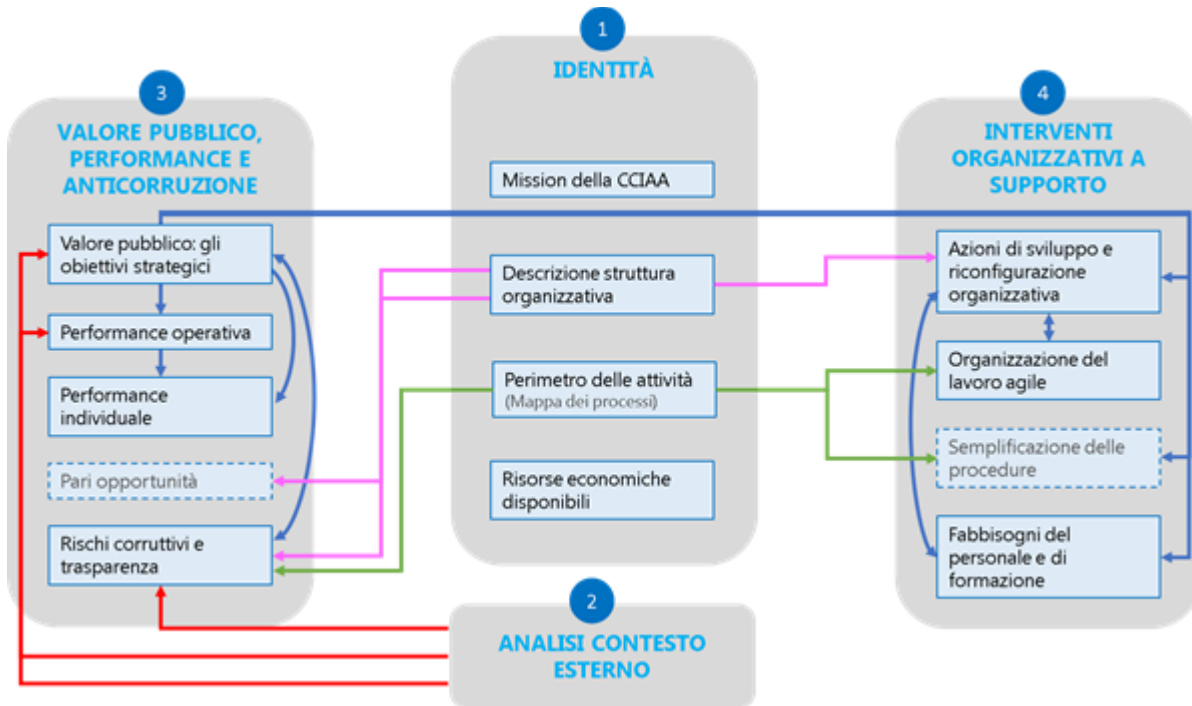 1
IDENTITÀ
Mission della CCIAA
Descrizione struttura
organizzativa
Perimetro delle attività
(Mappa dei processi)
Risorse economiche
disponibili
2
ANALISI CONTESTO
ESTERNO
3
VALORE PUBBLICO,
PERFORMANCE E
ANTICORRUZIONE
Valore pubblico: gli
obiettivi strategici
Performance operativa
Performance
individuale
Pari opportunità
Rischi corruttivi e
trasparenza
4
INTERVENTI
ORGANIZZATIVI A
SUPPORTO
Azioni di sviluppo e
riconfigurazione
organizzativa
Organizzazione del
lavoro agile
Semplificazione delle
procedure
Fabbisogni del
personale e di
formazione